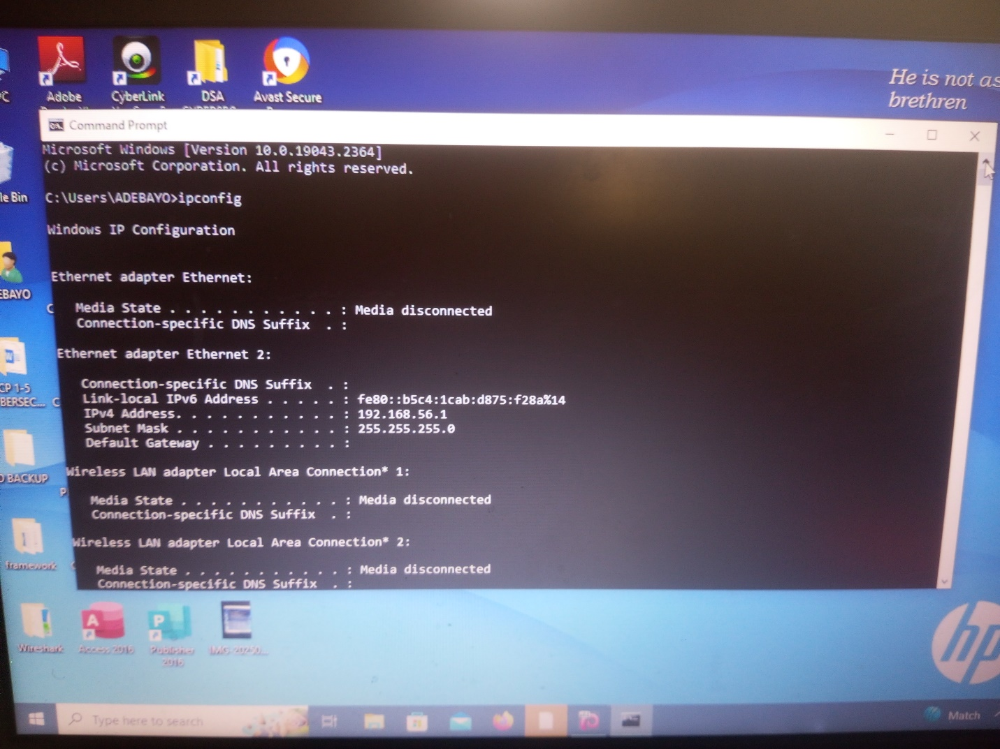 Adobe
CyberLink
DSA
Avast Secure
He is not as
brethren
Command Prompt
Microsoft Windows [Version 10.0.19043.2364]
(c) Microsoft Corporation. All rights reserved.
C:\Users\ADEBAYO>ipconfig
Windows IP Configuration
Ethernet adapter Ethernet:
Media State . . . . . . . . . . . : Media disconnected
Connection-specific DNS Suffix  . :
Ethernet adapter Ethernet 2:
Connection-specific DNS Suffix  . :
Link-local IPv6 Address . . . . . : fe80::b5c4:1cab:d875:f28a%14
IPv4 Address. . . . . . . . . . . : 192.168.56.1
Subnet Mask . . . . . . . . . . . : 255.255.255.0
Default Gateway . . . . . . . . . :
Wireless LAN adapter Local Area Connection* 1:
Media State . . . . . . . . . . . : Media disconnected
Connection-specific DNS Suffix  . :
Wireless LAN adapter Local Area Connection* 2:
Media State . . . . . . . . . . . : Media disconnected
Connection-specific DNS Suffix  . :
le Bin
EBAYO
CP 1-5
BERSEC...
BACKUP
framework
Wireshark
Access 2016
Publisher
2016
IMG-20250...
hp
Type here to search
Match